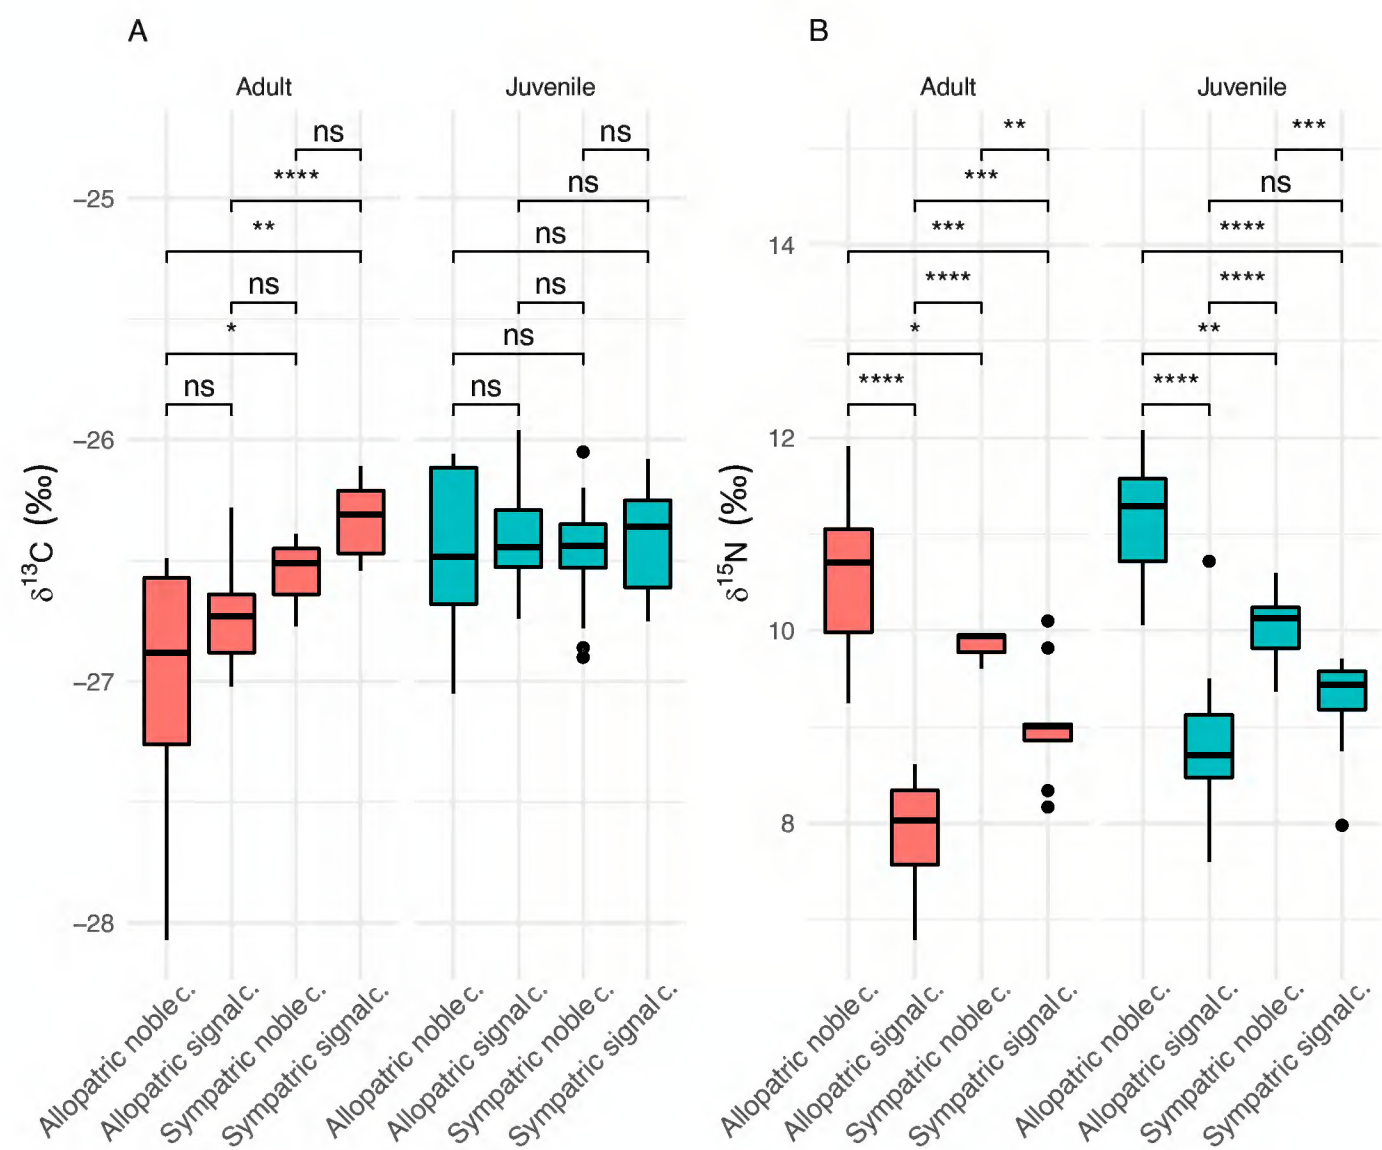 A
B
Adult
Juvenile
Adult
Juvenile
ns
ns
**
***
****
ns
***
ns
**
ns
***
****
ns
ns
****
****
*
ns
*
**
ns
ns
****
****
−25
−26
−27
−28
14
12
10
8
δ13C (‰)
δ15N (‰)
Allopatric noble c.
Allopatric signal c.
Sympatric noble c.
Sympatric signal c.
Allopatric noble c.
Allopatric signal c.
Sympatric noble c.
Sympatric signal c.
Allopatric noble c.
Allopatric signal c.
Sympatric noble c.
Sympatric signal c.
Allopatric noble c.
Allopatric signal c.
Sympatric noble c.
Sympatric signal c.